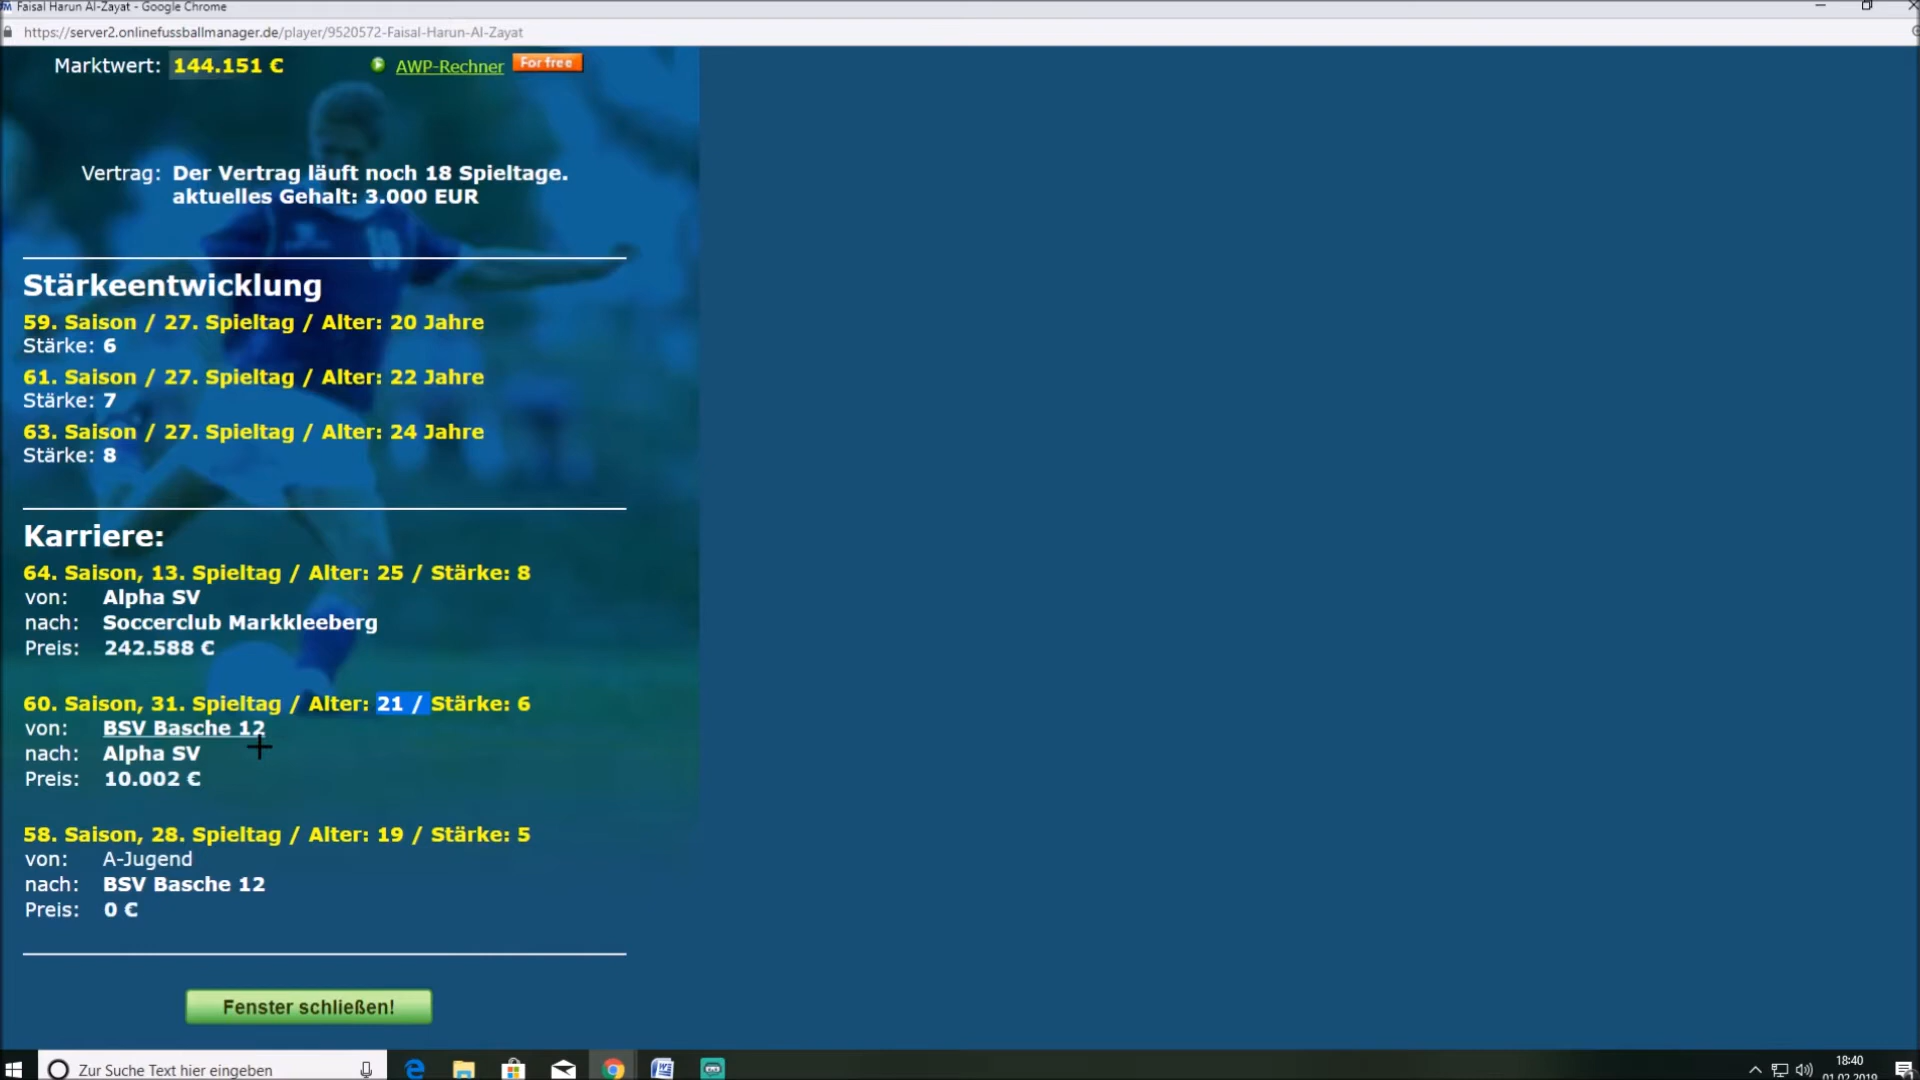 Faisal Harun Al-Zayat - Google Chrome
https://server2.onlinefussballmanager.de/player/9520572-Faisal-Harun-Al-Zayat
Marktwert: 144.151 € AWP-Rechner For free
Vertrag: Der Vertrag läuft noch 18 Spieltage.
aktuelles Gehalt: 3.000 EUR
Stärkeentwicklung
59. Saison / 27. Spieltag / Alter: 20 Jahre
Stärke: 6
61. Saison / 27. Spieltag / Alter: 22 Jahre
Stärke: 7
63. Saison / 27. Spieltag / Alter: 24 Jahre
Stärke: 8
Karriere:
64. Saison, 13. Spieltag / Alter: 25 / Stärke: 8
von: Alpha SV
nach: Soccerclub Markkleeberg
Preis: 242.588 €
60. Saison, 31. Spieltag / Alter: 21 / Stärke: 6
von: BSV Basche 12
nach: Alpha SV
Preis: 10.002 €
58. Saison, 28. Spieltag / Alter: 19 / Stärke: 5
von: A-Jugend
nach: BSV Basche 12
Preis: 0 €
Fenster schließen!
Zur Suche Text hier eingeben
18:40
01.02.2019